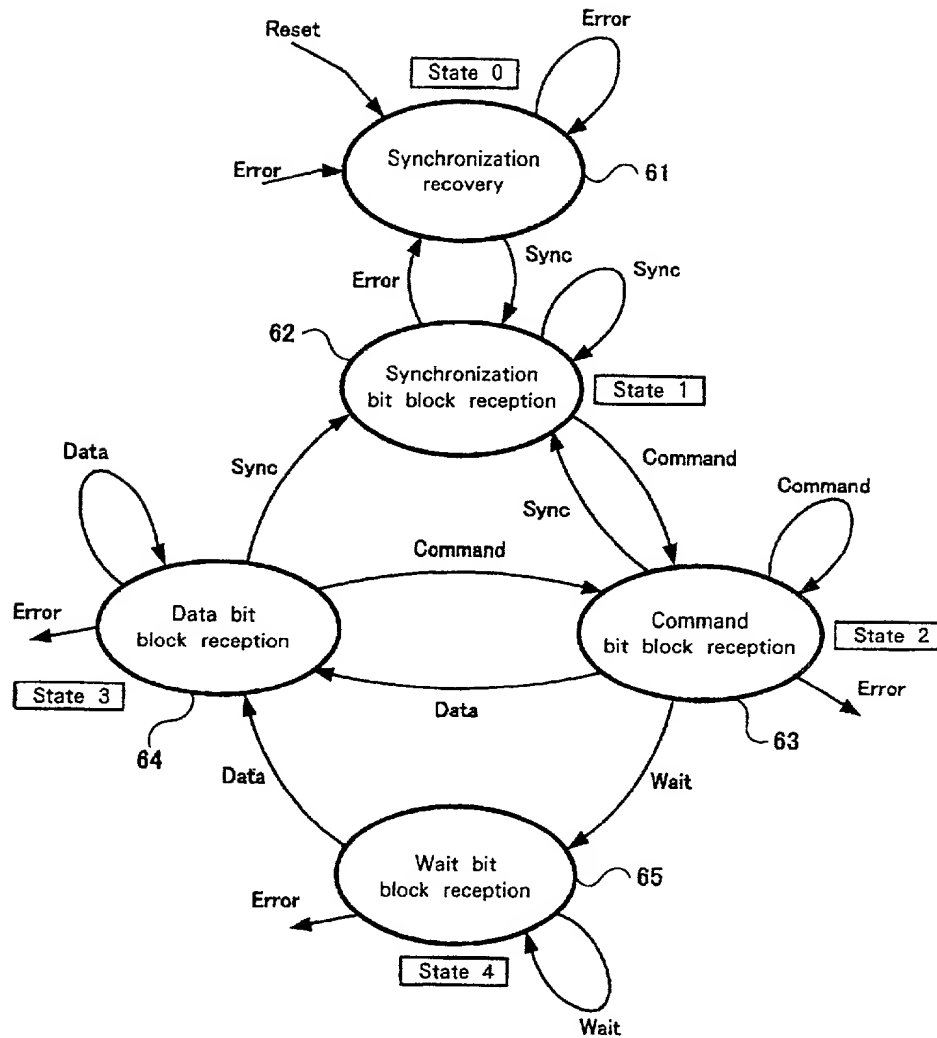 Reset
Error
State 0
Error
Synchronization
recovery
61
Error
Sync
Sync
62
Synchronization
bit block reception
State 1
Data
Sync
Command
Sync
Command
Command
Error
Data bit
block reception
Command
bit block reception
State 2
State 3
Data
Error
64
63
Data
Wait
Wait bit
block reception
65
Error
State 4
Wait